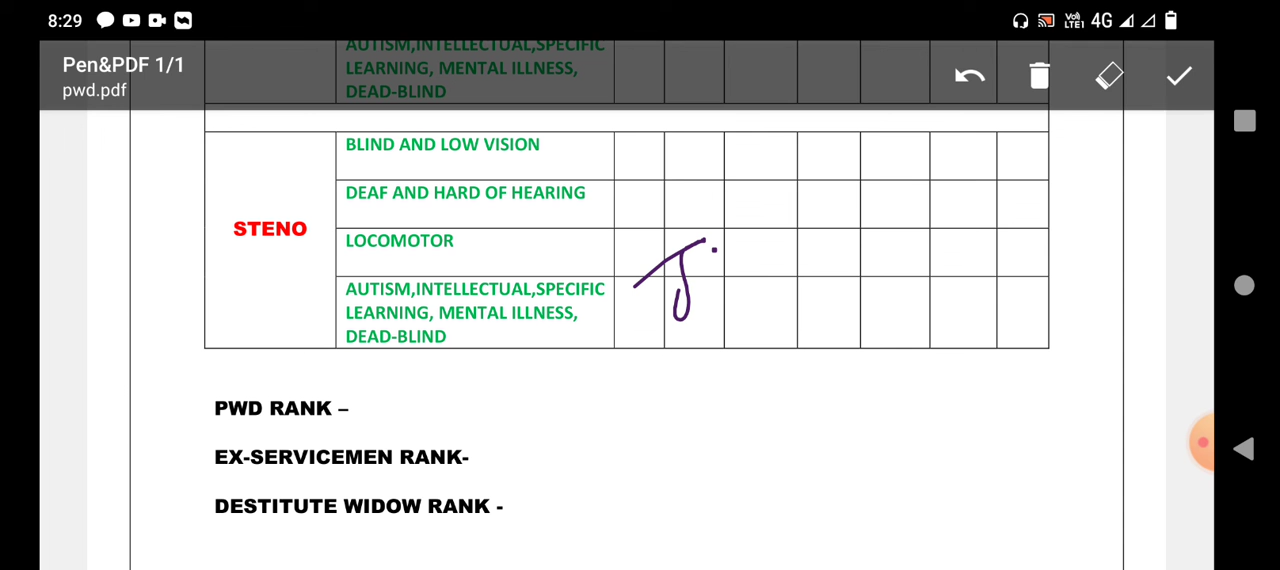 8:29
Vo) LTE1 4G
Pen&PDF 1/1
pwd.pdf
AUTISM,INTELLECTUAL,SPECIFIC
LEARNING, MENTAL ILLNESS,
DEAD-BLIND
STENO
BLIND AND LOW VISION
DEAF AND HARD OF HEARING
LOCOMOTOR
AUTISM,INTELLECTUAL,SPECIFIC
LEARNING, MENTAL ILLNESS,
DEAD-BLIND
PWD RANK –
EX-SERVICEMEN RANK-
DESTITUTE WIDOW RANK -